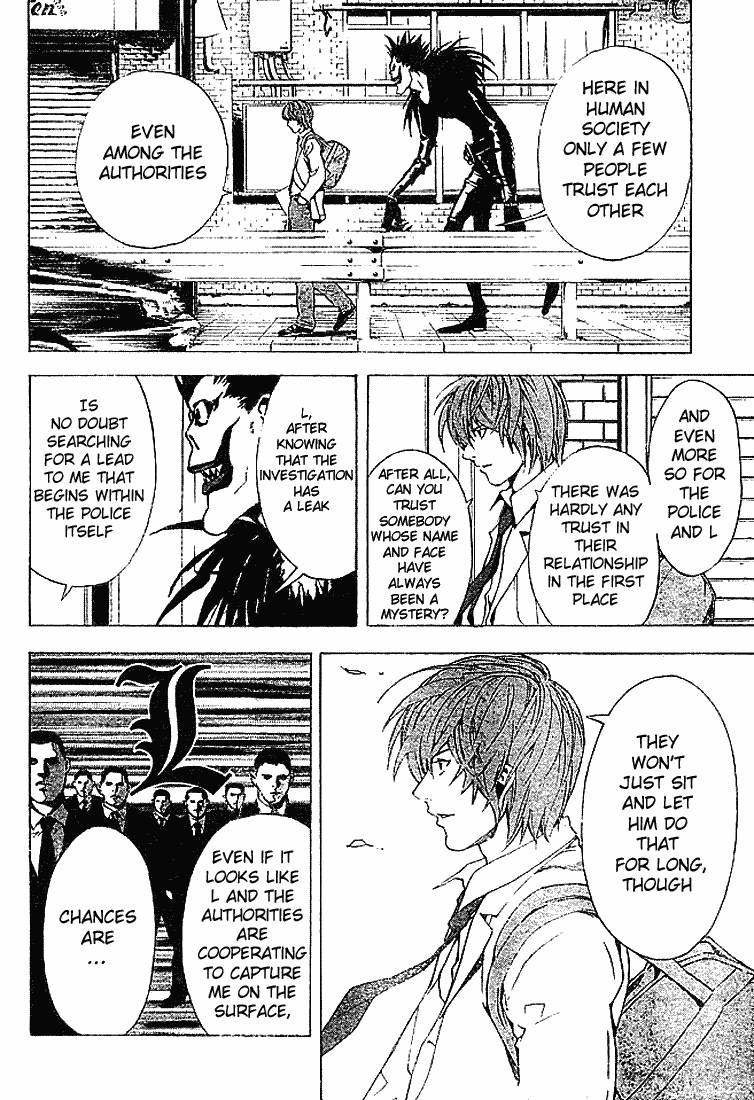 HERE IN
HUMAN
SOCIETY
ONLY A FEW
PEOPLE
TRUST EACH
OTHER
EVEN
AMONG THE
AUTHORITIES
AND
EVEN
MORE
SO FOR
THE
POLICE
AND L
THERE WAS
HARDLY ANY
TRUST IN
THEIR
RELATIONSHIP
IN THE FIRST
PLACE
AFTER ALL,
CAN YOU
TRUST
SOMEBODY
WHOSE NAME
AND FACE
HAVE
ALWAYS
BEEN A
MYSTERY?
L,
AFTER
KNOWING
THAT THE
INVESTIGATION
HAS
A LEAK
IS
NO DOUBT
SEARCHING
FOR A LEAD
TO ME THAT
BEGINS WITHIN
THE POLICE
ITSELF
THEY
WON'T
JUST SIT
AND LET
HIM DO
THAT
FOR LONG,
THOUGH
L
EVEN IF IT
LOOKS LIKE
L AND THE
AUTHORITIES
ARE
COOPERATING
TO CAPTURE
ME ON THE
SURFACE,
CHANCES
ARE
...